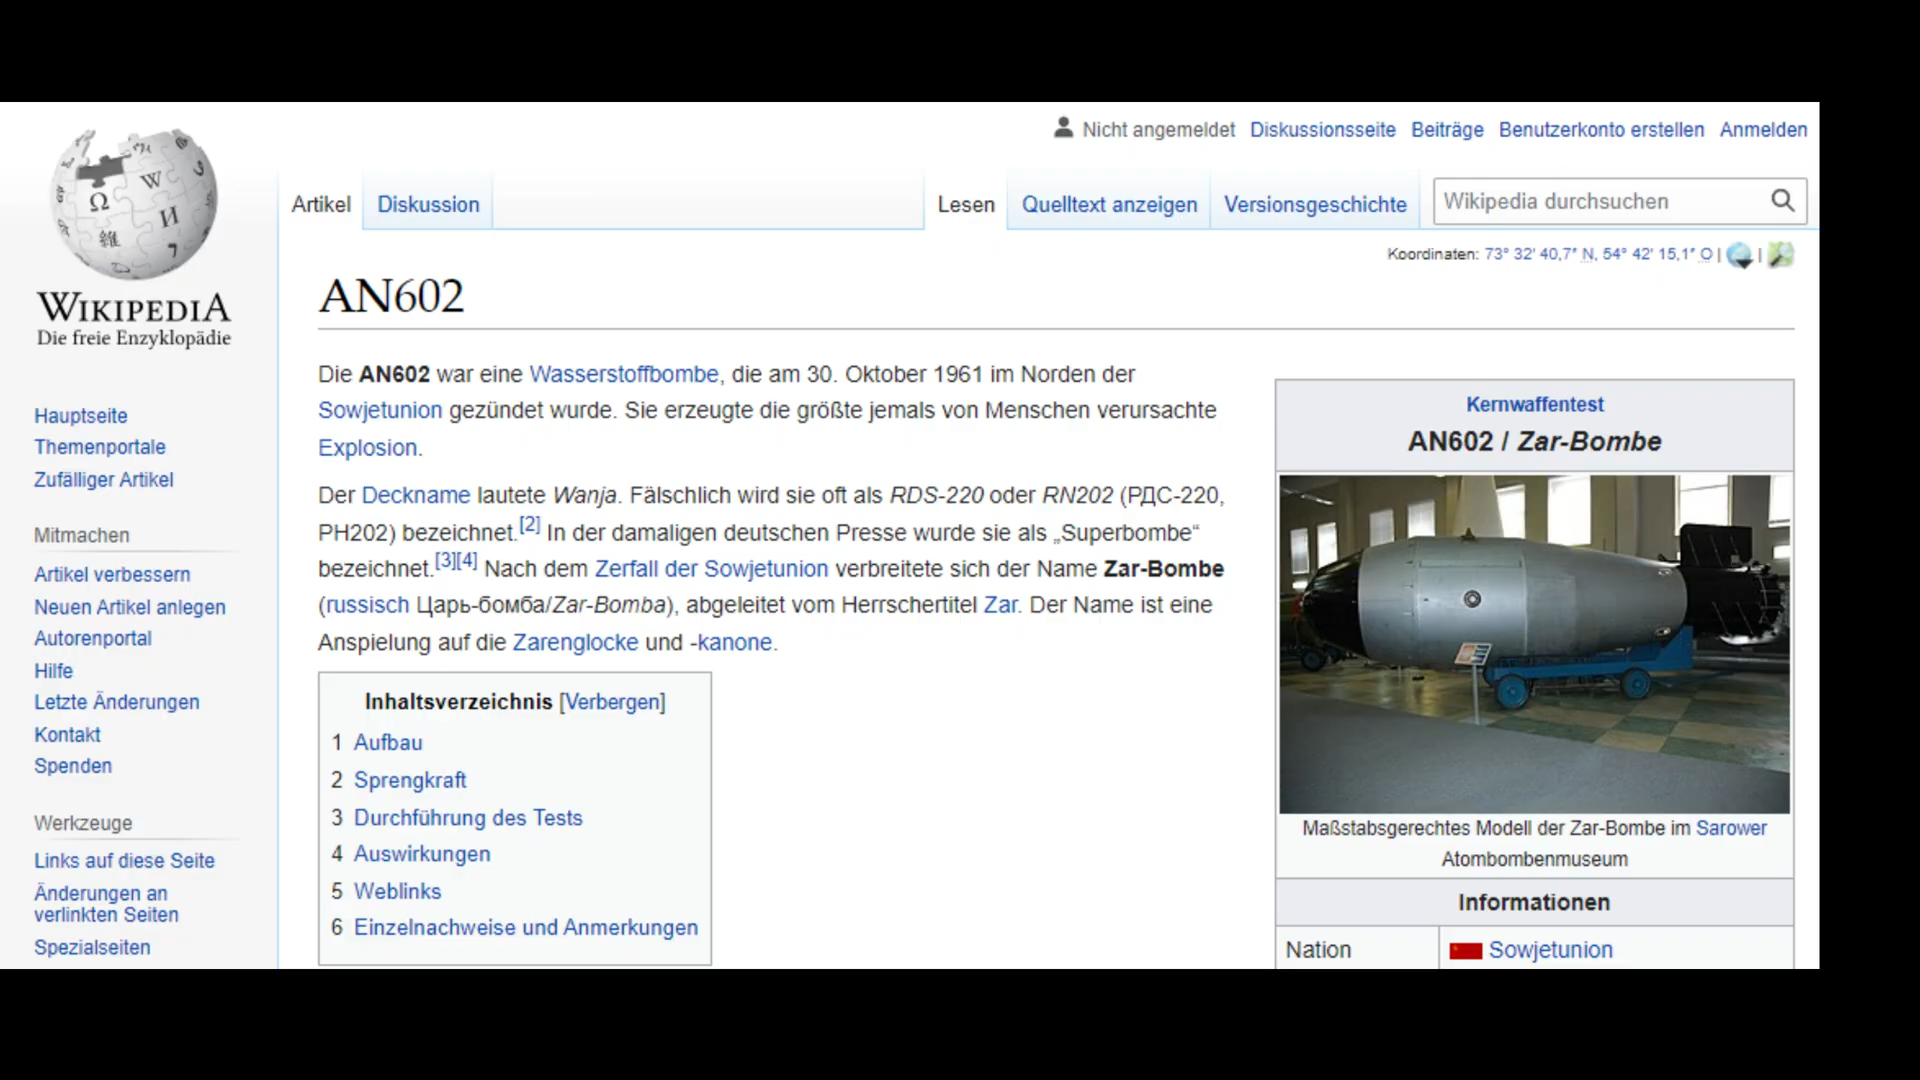 Nicht angemeldet Diskussionsseite Beiträge Benutzerkonto erstellen Anmelden
Artikel Diskussion Lesen Quelltext anzeigen Versionsgeschichte Wikipedia durchsuchen
WIKIPEDIA
Die freie Enzyklopädie
Hauptseite
Themenportale
Zufälliger Artikel
Mitmachen
Artikel verbessern
Neuen Artikel anlegen
Autorenportal
Hilfe
Letzte Änderungen
Kontakt
Spenden
Werkzeuge
Links auf diese Seite
Änderungen an
verlinkten Seiten
Spezialseiten
Koordinaten: 73° 32′ 40,7″ N, 54° 42′ 15,1″ O | |
AN602
Die AN602 war eine Wasserstoffbombe, die am 30. Oktober 1961 im Norden der
Sowjetunion gezündet wurde. Sie erzeugte die größte jemals von Menschen verursachte
Explosion.
Der Deckname lautete Wanja. Fälschlich wird sie oft als RDS-220 oder RN202 (РДС-220,
РН202) bezeichnet.[2] In der damaligen deutschen Presse wurde sie als „Superbombe“
bezeichnet.[3][4] Nach dem Zerfall der Sowjetunion verbreitete sich der Name Zar-Bombe
(russisch Царь-бомба/Zar-Bomba), abgeleitet vom Herrschertitel Zar. Der Name ist eine
Anspielung auf die Zarenglocke und -kanone.
Inhaltsverzeichnis [Verbergen]
1 Aufbau
2 Sprengkraft
3 Durchführung des Tests
4 Auswirkungen
5 Weblinks
6 Einzelnachweise und Anmerkungen
Kernwaffentest
AN602 / Zar-Bombe
Maßstabsgerechtes Modell der Zar-Bombe im Sarower
Atombombenmuseum
Informationen
Nation Sowjetunion